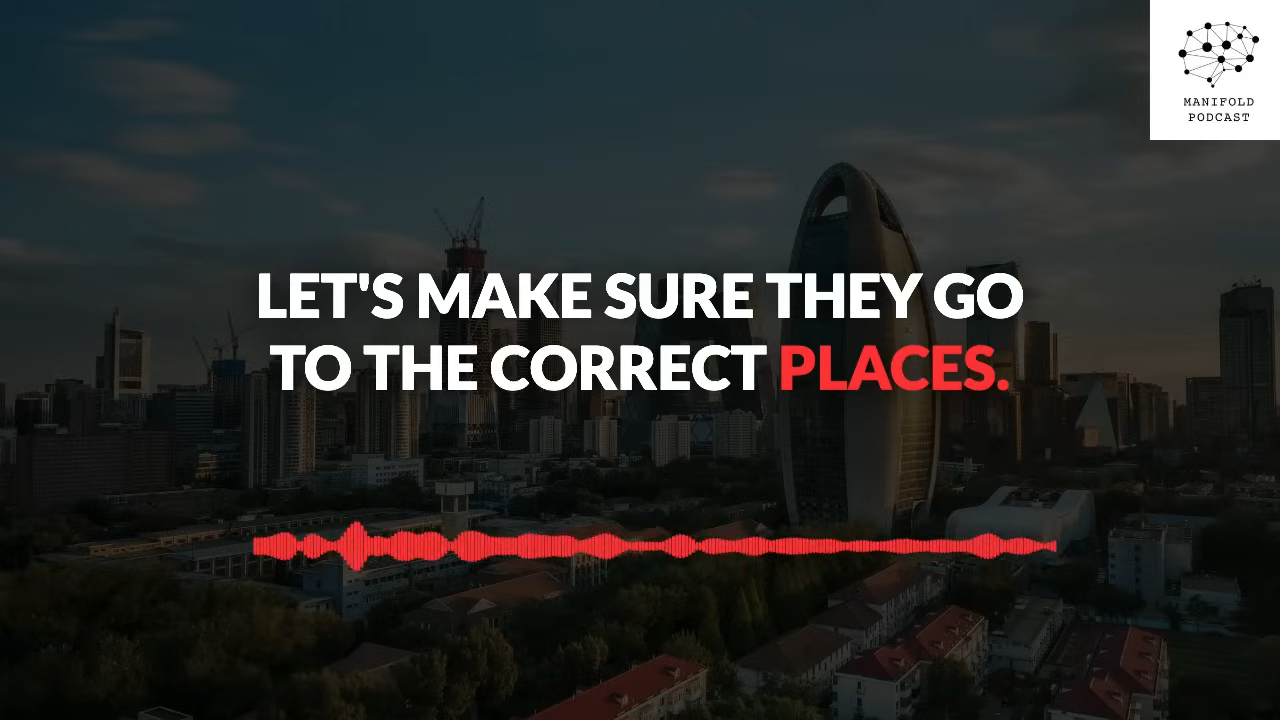 MANIFOLD
PODCAST
LET'S MAKE SURE THEY GO
TO THE CORRECT PLACES.